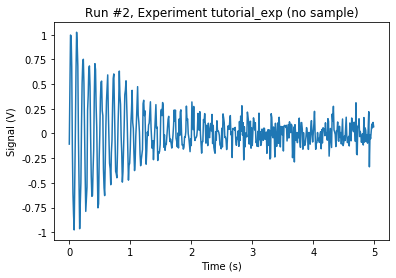 Run #2, Experiment tutorial_exp (no sample)
1
0.75
0.5
0.25
0
-0.25
-0.5
-0.75
-1
Signal (V)
0 1 2 3 4 5
Time (s)